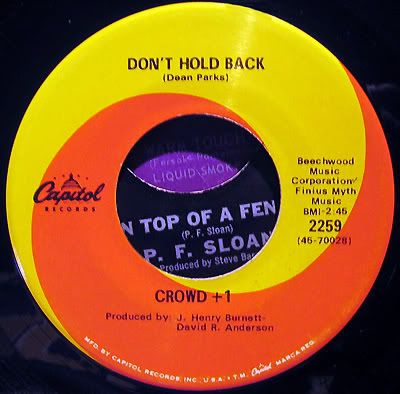 DON'T HOLD BACK
(Dean Parks)
LIQUID SMOK
N TOP OF A FEN
(P. F. Sloan)
P. F. SLOAN
Produced by Steve Bar
Capitol
RECORDS
Beechwood
Music
Corporation/
Finius Myth
Music
BMI-2:45
2259
(45-70028)
CROWD +1
Produced by: J. Henry Burnett-
David R. Anderson
MFD. BY CAPITOL RECORDS, INC., U.S.A. • T.M. Capitol MARCA REG.